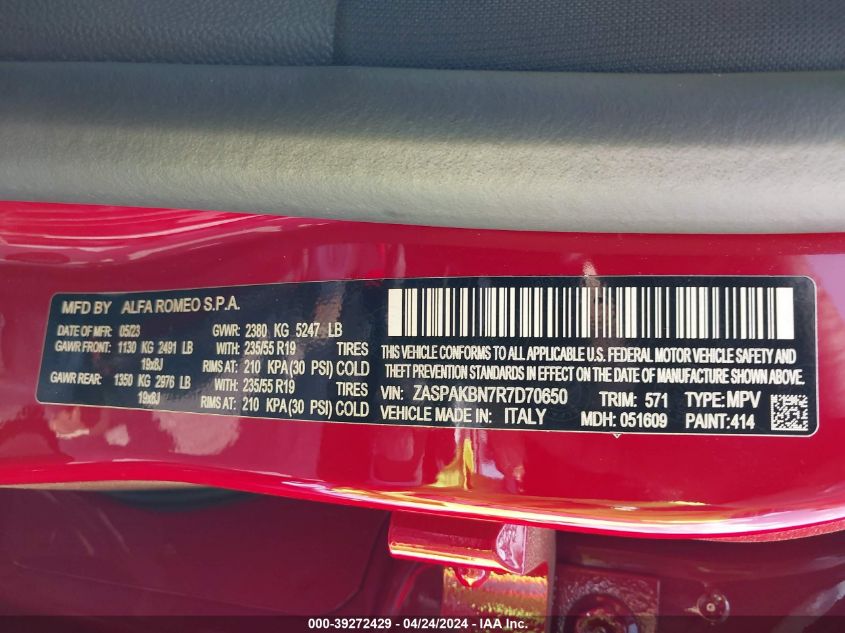 MFD BY ALFA ROMEO S.P.A.
DATE OF MFR: 05/23 GVWR: 2380 KG 5247 LB
GAWR FRONT: 1130 KG 2491 LB WITH: 235/55 R19 TIRES
19x8J RIMS AT: 210 KPA (30 PSI) COLD
GAWR REAR: 1350 KG 2976 LB WITH: 235/55 R19 TIRES
19x8J RIMS AT: 210 KPA (30 PSI) COLD
THIS VEHICLE CONFORMS TO ALL APPLICABLE U.S. FEDERAL MOTOR VEHICLE SAFETY AND
THEFT PREVENTION STANDARDS IN EFFECT ON THE DATE OF MANUFACTURE SHOWN ABOVE.
VIN: ZASPAKBN7R7D70650 TRIM: 571 TYPE: MPV
VEHICLE MADE IN: ITALY MDH: 051609 PAINT: 414
000-39272429 - 04/24/2024 - IAA Inc.